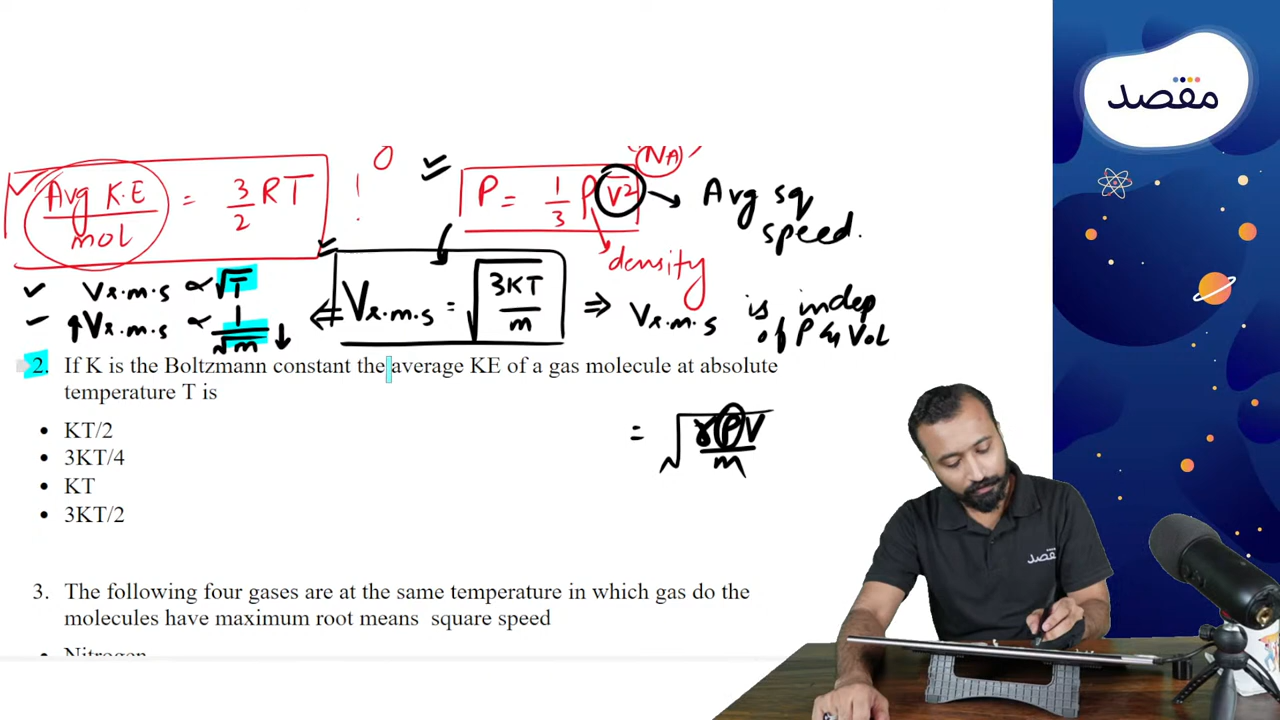 مقصد
(NA)
Avg K.E / mol = 3/2 RT
P = 1/3 ρ v̄²
Avg sq speed.
density
Vr.m.s ∝ √T
↑Vr.m.s ∝ 1/√m ↓
Vr.m.s = √(3KT/m) ⇒ Vr.m.s is indep of P & Vol
2. If K is the Boltzmann constant the average KE of a gas molecule at absolute
temperature T is
= √(γPV/m)
• KT/2
• 3KT/4
• KT
• 3KT/2
3. The following four gases are at the same temperature in which gas do the
molecules have maximum root means square speed
• Nitrogen
مقصد